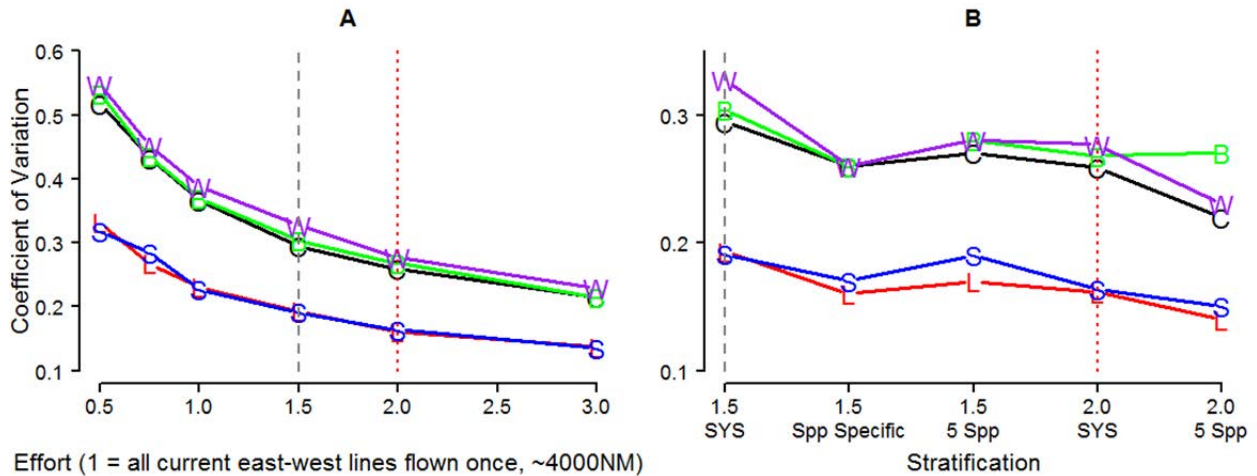 A
B
Coefficient of Variation
0.6
0.5
0.4
0.3
0.2
0.1
W
B
C
L
S
W
B
C
L
S
W
B
C
L
S
W
B
C
L
S
W
B
C
L
S
W
B
C
L
S
0.5 1.0 1.5 2.0 2.5 3.0
Effort (1 = all current east-west lines flown once, ~4000NM)
0.3
0.2
0.1
W
B
C
L
S
W
B
C
S
L
W
B
C
S
L
W
B
C
S
L
B
W
C
S
L
1.5 1.5 1.5 2.0 2.0
SYS Spp Specific 5 Spp SYS 5 Spp
Stratification